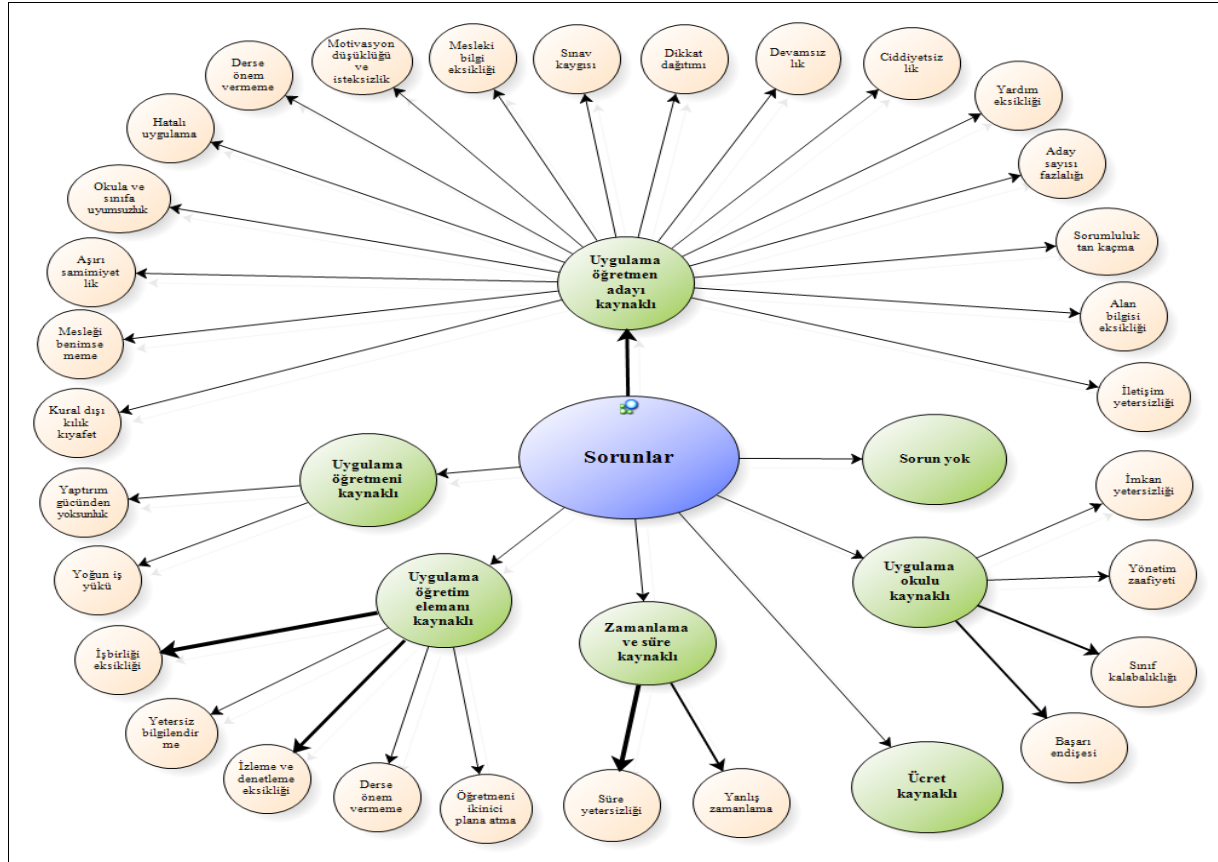 Motivasyon
düşüklüğü
ve
isteksizlik
Mesleki
bilgi
eksikliği
Sınav
kaygısı
Dikkat
dağıtımı
Devamsız
lık
Ciddiyetsiz
lik
Derse
önem
vermeme
Yardım
eksikliği
Hatalı
uygulama
Aday
sayısı
fazlalığı
Okula ve
sınıfa
uyumsuzluk
Sorumluluk
tan kaçma
Aşırı
samimiyet
lik
Uygulama
öğretmen
adayı
kaynaklı
Alan
bilgisi
eksikliği
Mesleği
benimse
meme
İletişim
yetersizliği
Kural dışı
kılık
kıyafet
Sorunlar
Sorun yok
Uygulama
öğretmeni
kaynaklı
İmkan
yetersizliği
Yaptırım
gücünden
yoksunluk
Yoğun iş
yükü
Uygulama
öğretim
elemanı
kaynaklı
Uygulama
okulu
kaynaklı
Yönetim
zaafiyeti
Zamanlama
ve süre
kaynaklı
İşbirliği
eksikliği
Sınıf
kalabalıklığı
Yetersiz
bilgilendir
me
Başarı
endişesi
İzleme ve
denetleme
eksikliği
Derse
önem
vermeme
Öğretmeni
ikinici
plana atma
Süre
yetersizliği
Yanlış
zamanlama
Ücret
kaynaklı